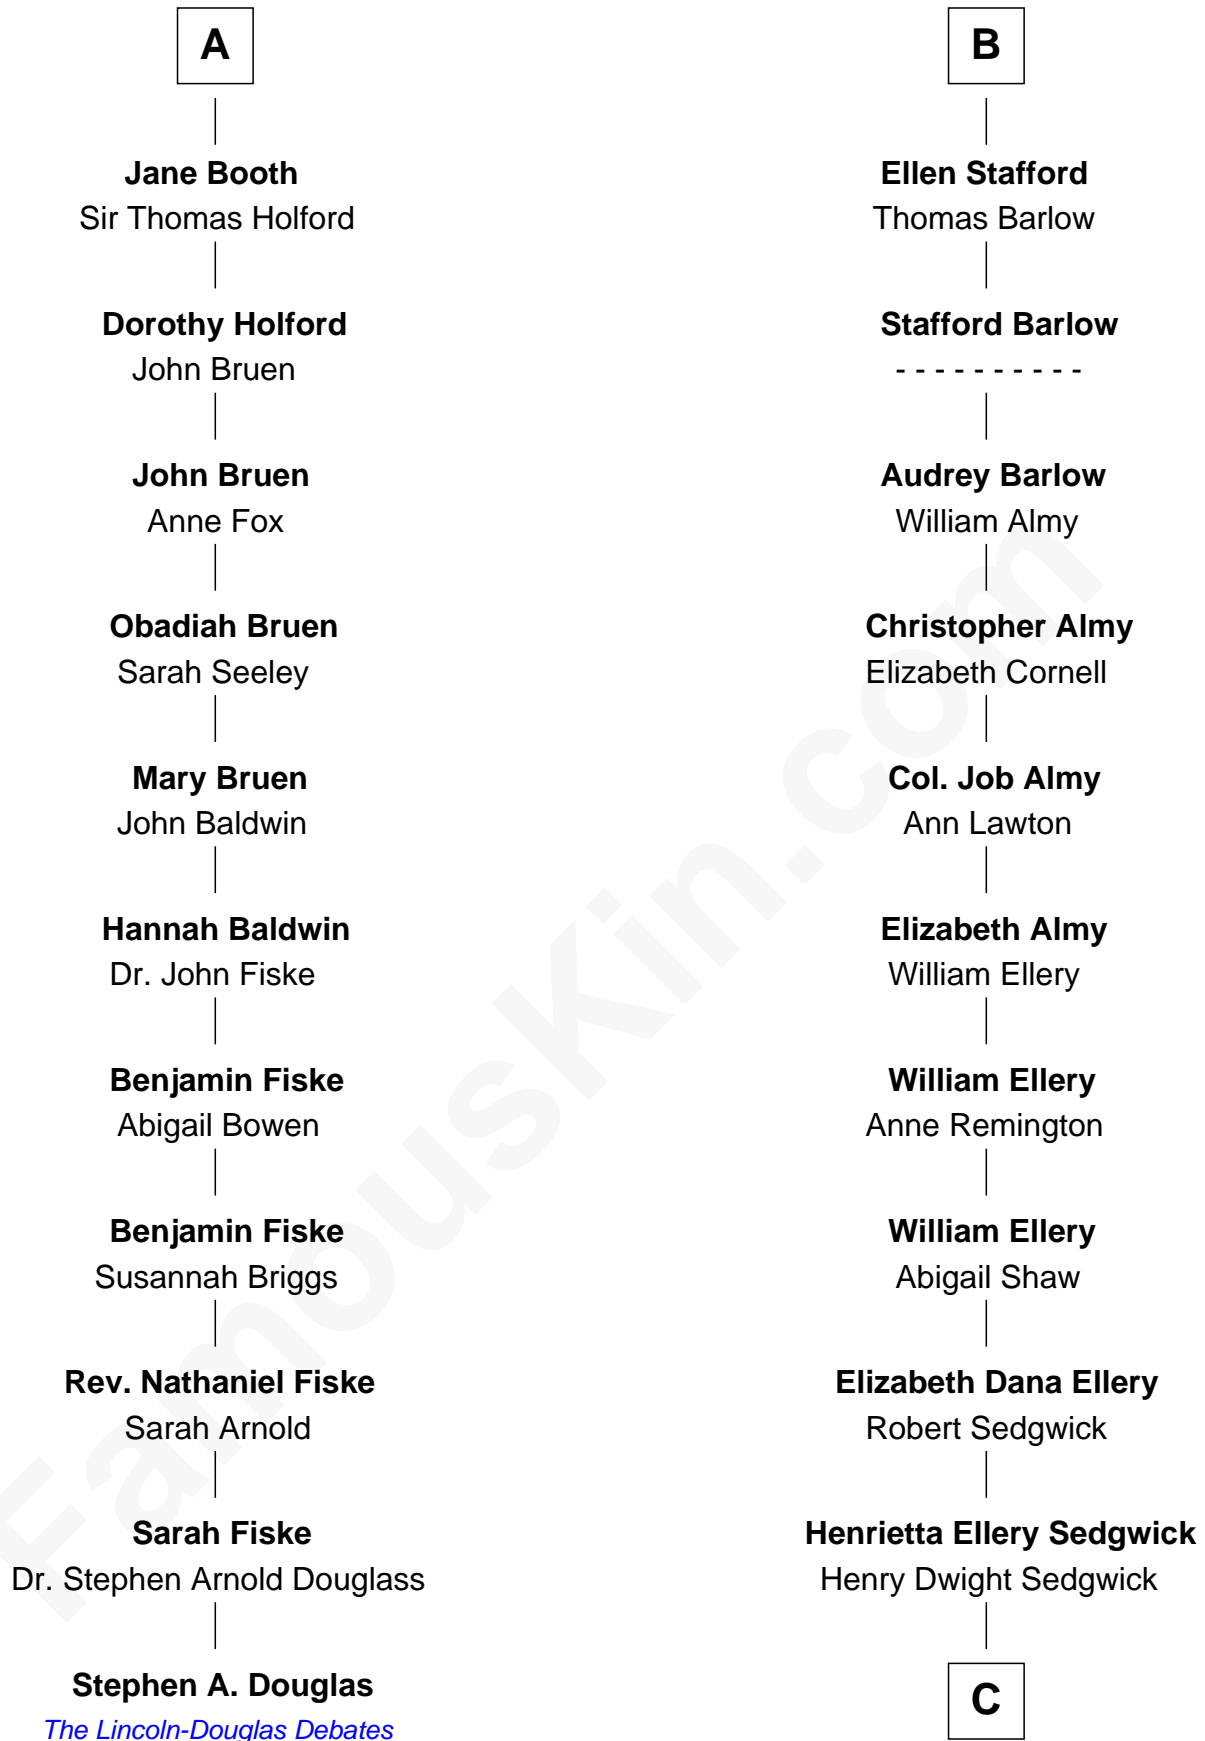 A
Jane Booth
Sir Thomas Holford
Dorothy Holford
John Bruen
John Bruen
Anne Fox
Obadiah Bruen
Sarah Seeley
Mary Bruen
John Baldwin
Hannah Baldwin
Dr. John Fiske
Benjamin Fiske
Abigail Bowen
Benjamin Fiske
Susannah Briggs
Rev. Nathaniel Fiske
Sarah Arnold
Sarah Fiske
Dr. Stephen Arnold Douglass
Stephen A. Douglas
The Lincoln-Douglas Debates
B
Ellen Stafford
Thomas Barlow
Stafford Barlow
- - - - - - - - - -
Audrey Barlow
William Almy
Christopher Almy
Elizabeth Cornell
Col. Job Almy
Ann Lawton
Elizabeth Almy
William Ellery
William Ellery
Anne Remington
William Ellery
Abigail Shaw
Elizabeth Dana Ellery
Robert Sedgwick
Henrietta Ellery Sedgwick
Henry Dwight Sedgwick
C
FamousKin.com